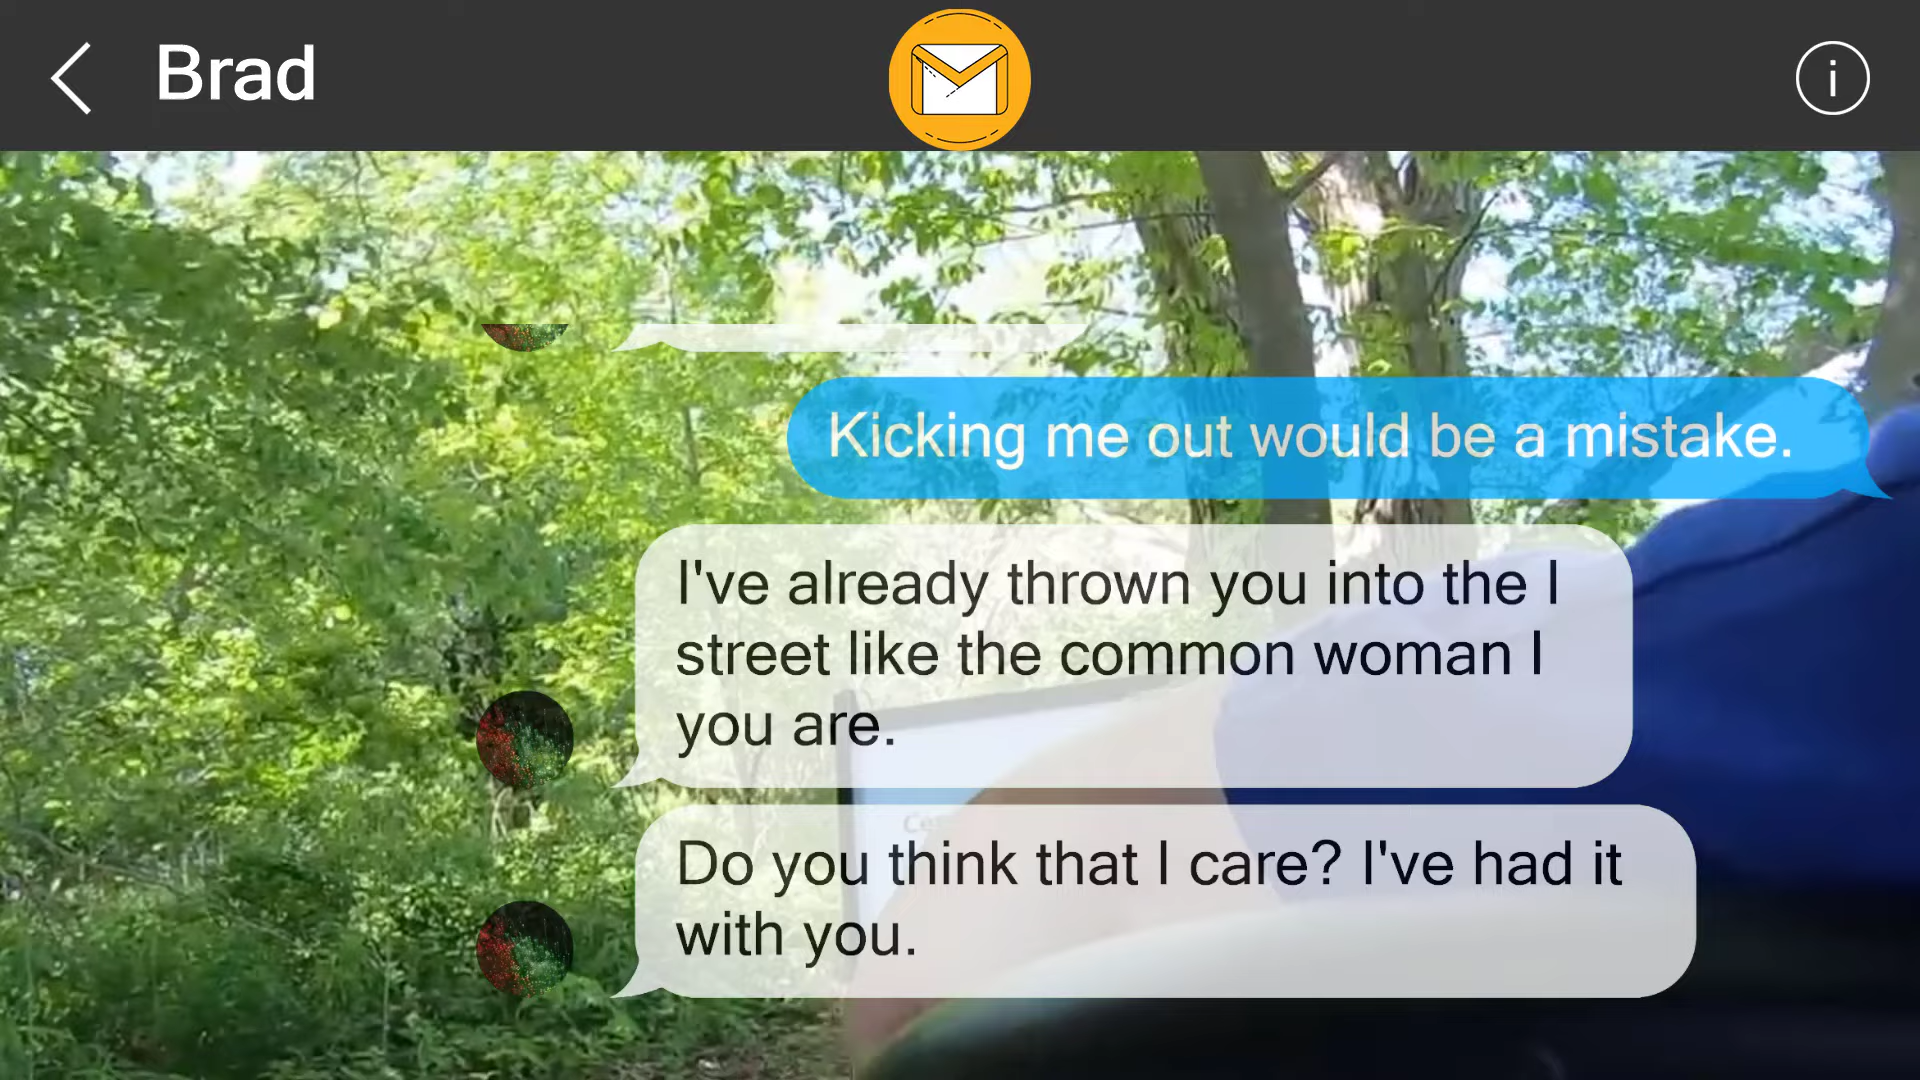 Brad
i
Kicking me out would be a mistake.
I've already thrown you into the I
street like the common woman I
you are.
Do you think that I care? I've had it
with you.